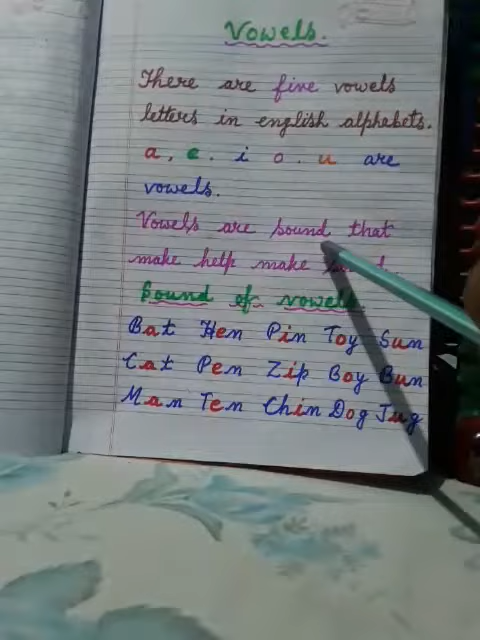 Vowels.
There are five vowels
letters in english alphabets.
a, e. i o. u are
vowels.
Vowels are sound that
make help make
Sound of vowels.
Bat Hen Pin Toy Sun
Cat Pen Zip Boy Bun
Man Ten Chin Dog Jug